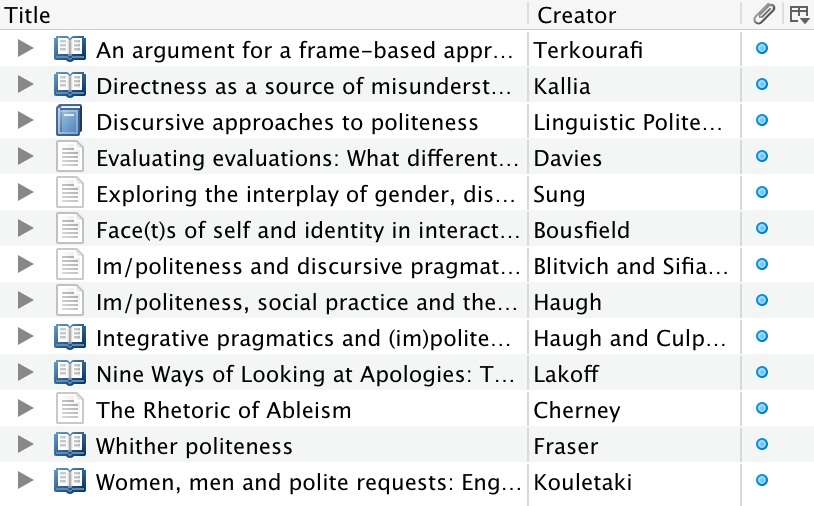 Title Creator
An argument for a frame-based appr... Terkourafi
Directness as a source of misunderst... Kallia
Discursive approaches to politeness Linguistic Polite...
Evaluating evaluations: What different... Davies
Exploring the interplay of gender, dis... Sung
Face(t)s of self and identity in interact... Bousfield
Im/politeness and discursive pragmat... Blitvich and Sifia...
Im/politeness, social practice and the... Haugh
Integrative pragmatics and (im)polite... Haugh and Culp...
Nine Ways of Looking at Apologies: T... Lakoff
The Rhetoric of Ableism Cherney
Whither politeness Fraser
Women, men and polite requests: Eng... Kouletaki